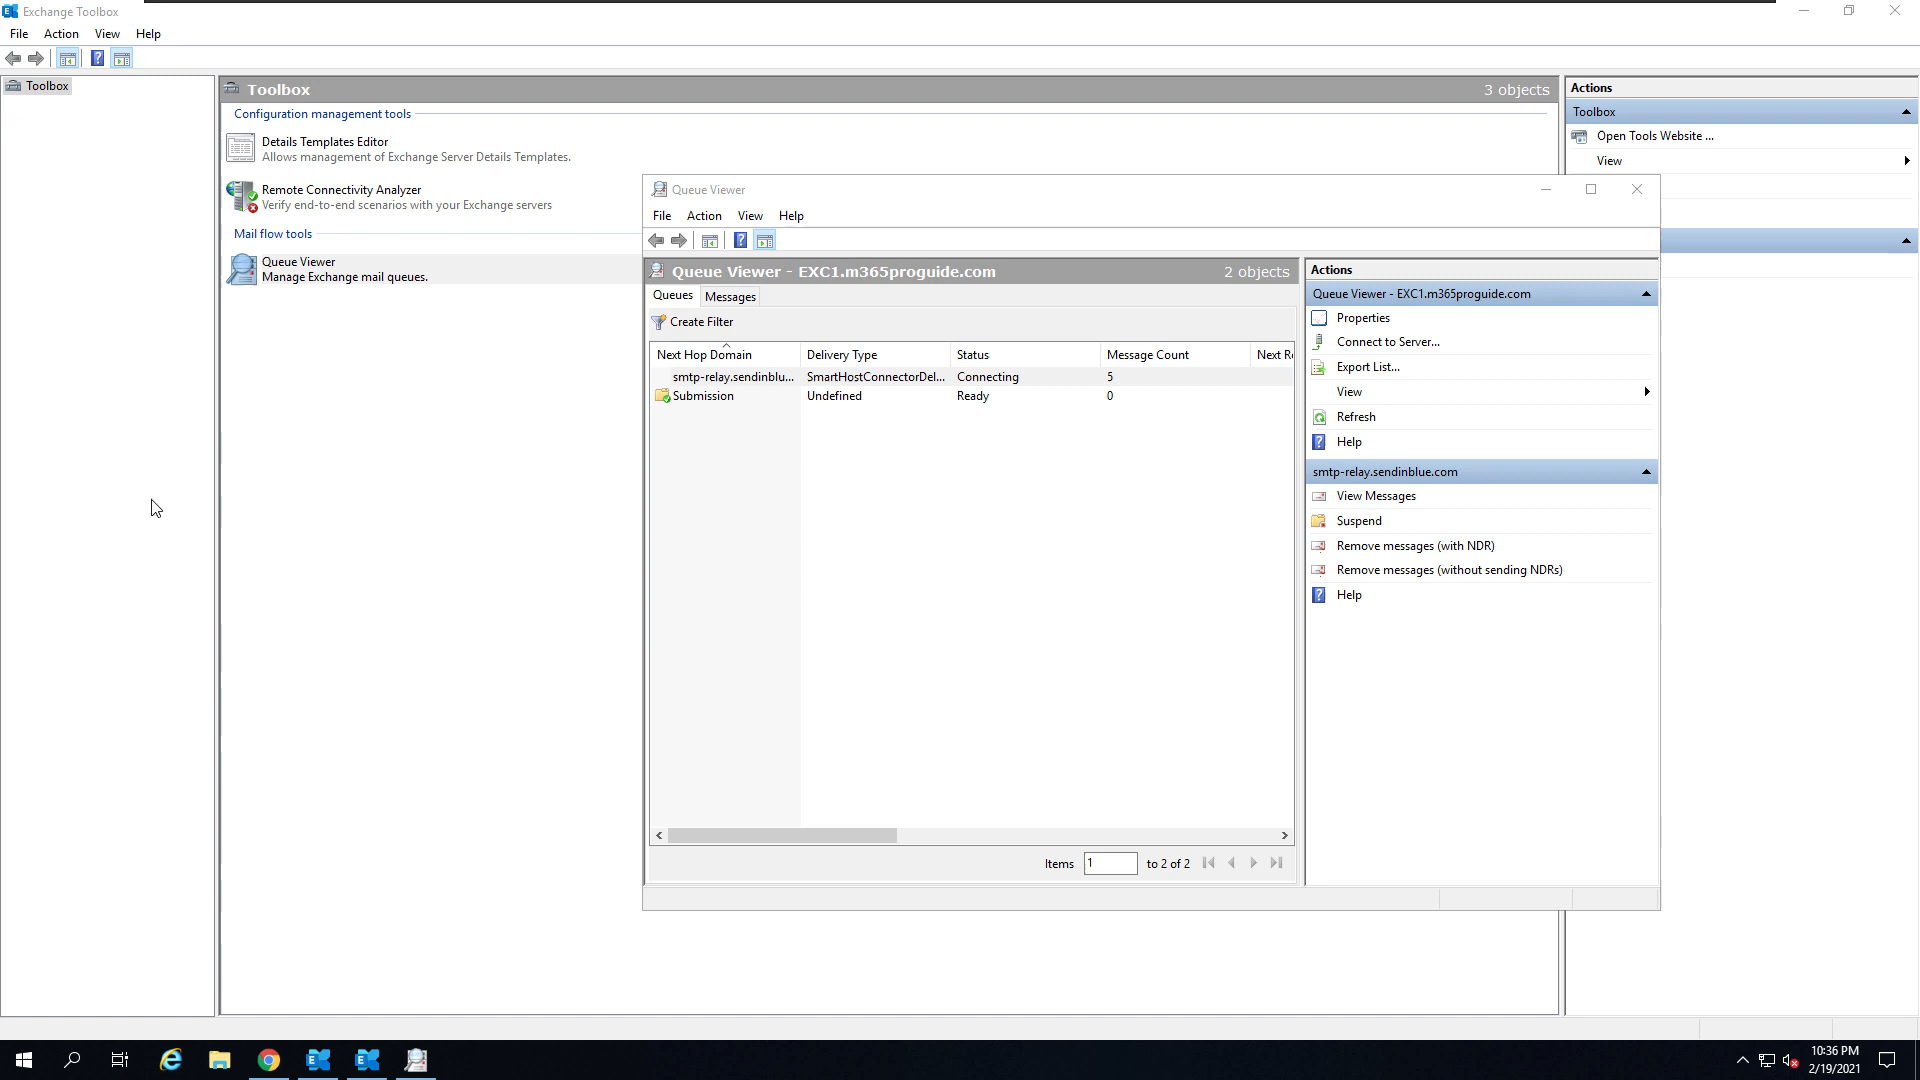 Exchange Toolbox
File Action View Help
Toolbox
Toolbox 3 objects
Configuration management tools
Details Templates Editor
Allows management of Exchange Server Details Templates.
Remote Connectivity Analyzer
Verify end-to-end scenarios with your Exchange servers
Mail flow tools
Queue Viewer
Manage Exchange mail queues.
Actions
Toolbox
Open Tools Website ...
View
Queue Viewer
File Action View Help
Queue Viewer - EXC1.m365proguide.com 2 objects
Queues Messages
Create Filter
Next Hop Domain Delivery Type Status Message Count Next R
smtp-relay.sendinblu... SmartHostConnectorDel... Connecting 5
Submission Undefined Ready 0
Items 1 to 2 of 2
Actions
Queue Viewer - EXC1.m365proguide.com
Properties
Connect to Server...
Export List...
View
Refresh
Help
smtp-relay.sendinblue.com
View Messages
Suspend
Remove messages (with NDR)
Remove messages (without sending NDRs)
Help
10:36 PM
2/19/2021